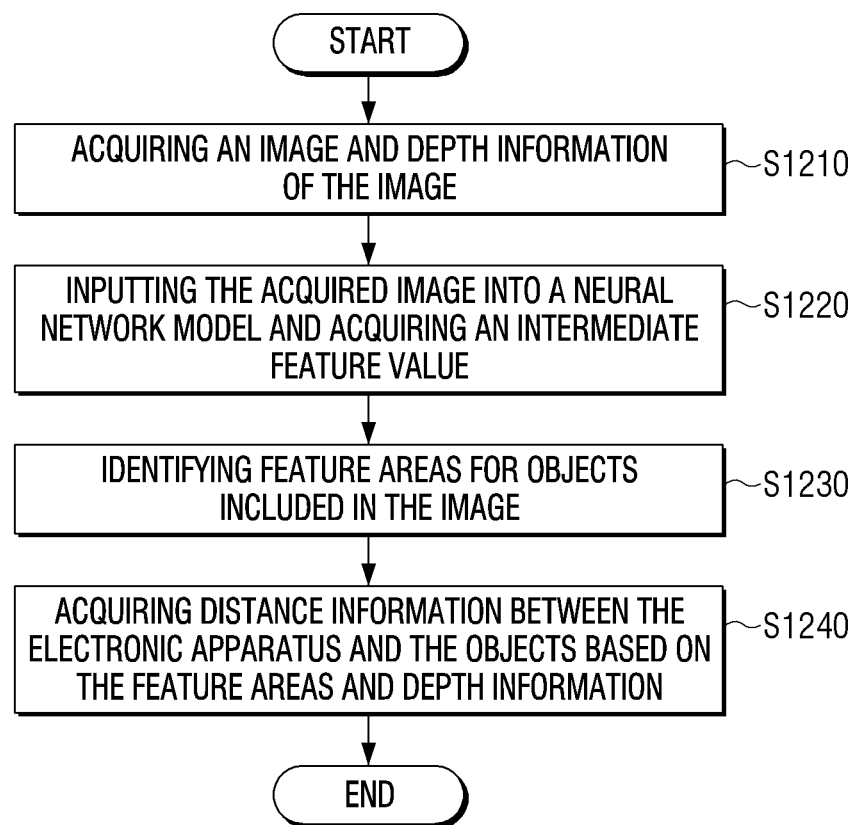 START
ACQUIRING AN IMAGE AND DEPTH INFORMATION
OF THE IMAGE
S1210
INPUTTING THE ACQUIRED IMAGE INTO A NEURAL
NETWORK MODEL AND ACQUIRING AN INTERMEDIATE
FEATURE VALUE
S1220
IDENTIFYING FEATURE AREAS FOR OBJECTS
INCLUDED IN THE IMAGE
S1230
ACQUIRING DISTANCE INFORMATION BETWEEN THE
ELECTRONIC APPARATUS AND THE OBJECTS BASED ON
THE FEATURE AREAS AND DEPTH INFORMATION
S1240
END